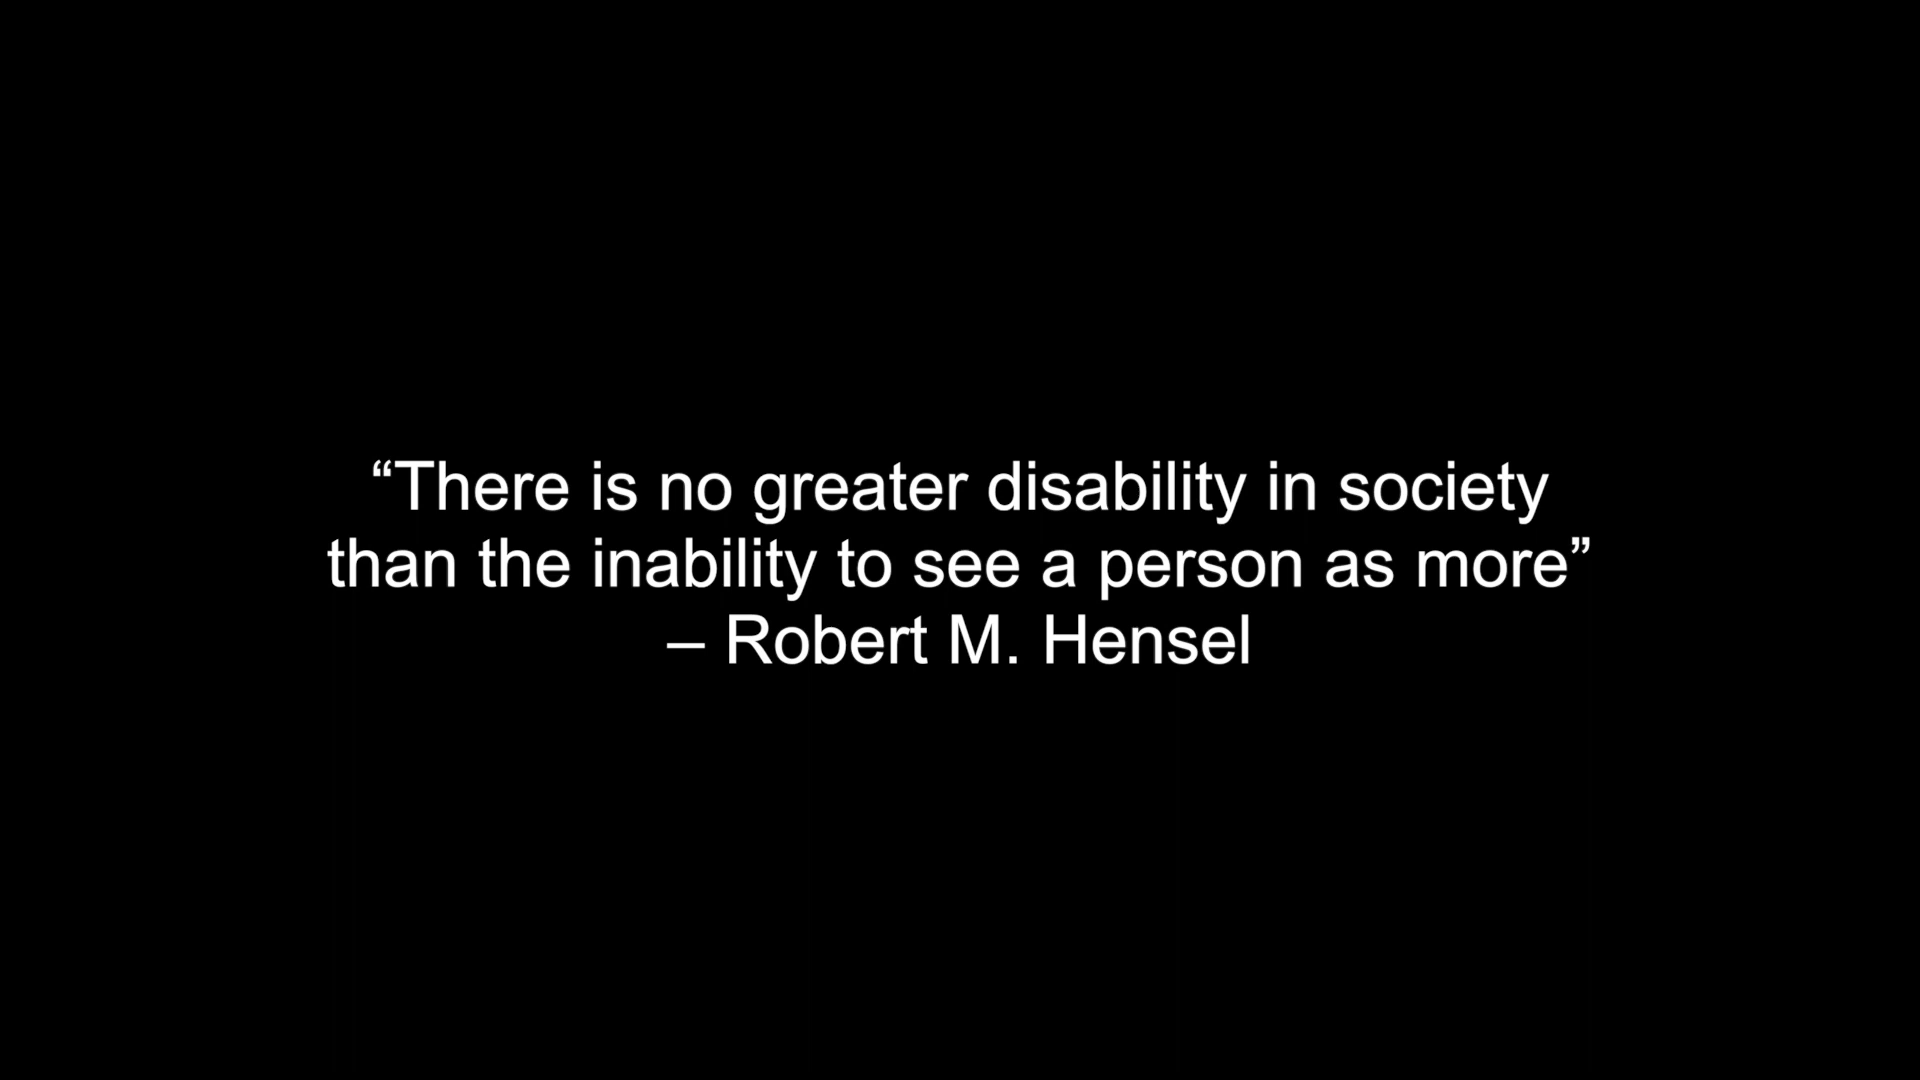 “There is no greater disability in society
than the inability to see a person as more”
– Robert M. Hensel